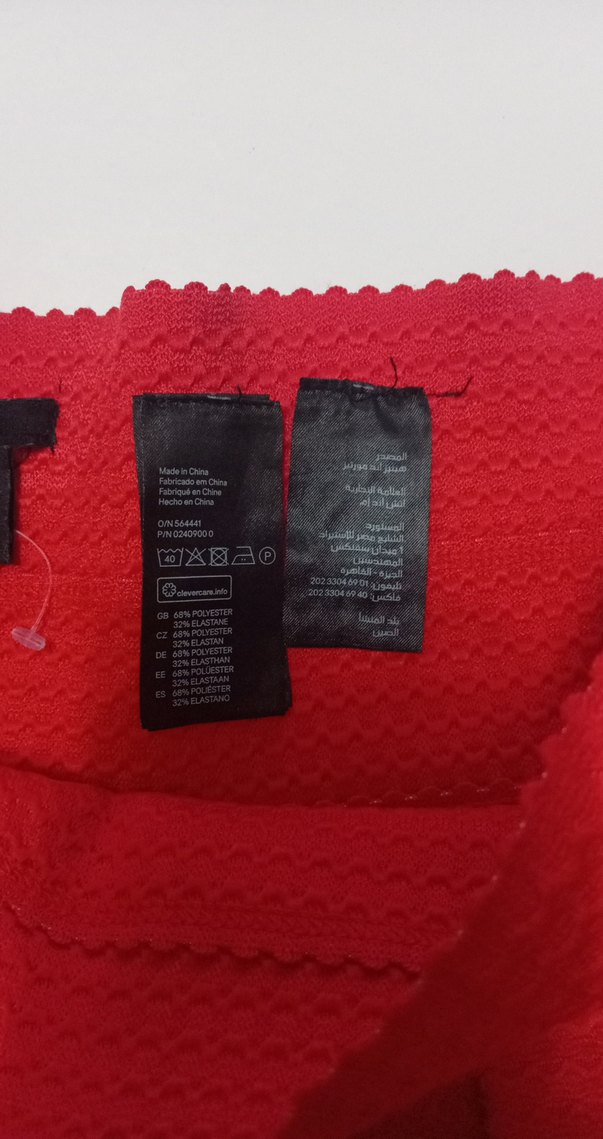 Made in China
Fabricado em China
Fabriqué en Chine
Hecho en China
O/N 564441
P/N 0240900 0
40
P
clevercare.info
GB 68% POLYESTER
32% ELASTANE
CZ 68% POLYESTER
32% ELASTAN
DE 68% POLYESTER
32% ELASTHAN
EE 68% POLÜESTER
32% ELASTAAN
ES 68% POLIÉSTER
32% ELASTANO
المصدر
هينيز آند موريتز
العلامة التجارية
اتش آند إم
المستورد
الشايع مصر للاستيراد
1 ميدان سفنكس
المهندسين
الجيزة - القاهرة
تليفون: 01 69 3304 202
فاكس: 40 69 3304 202
بلد المنشأ
الصين